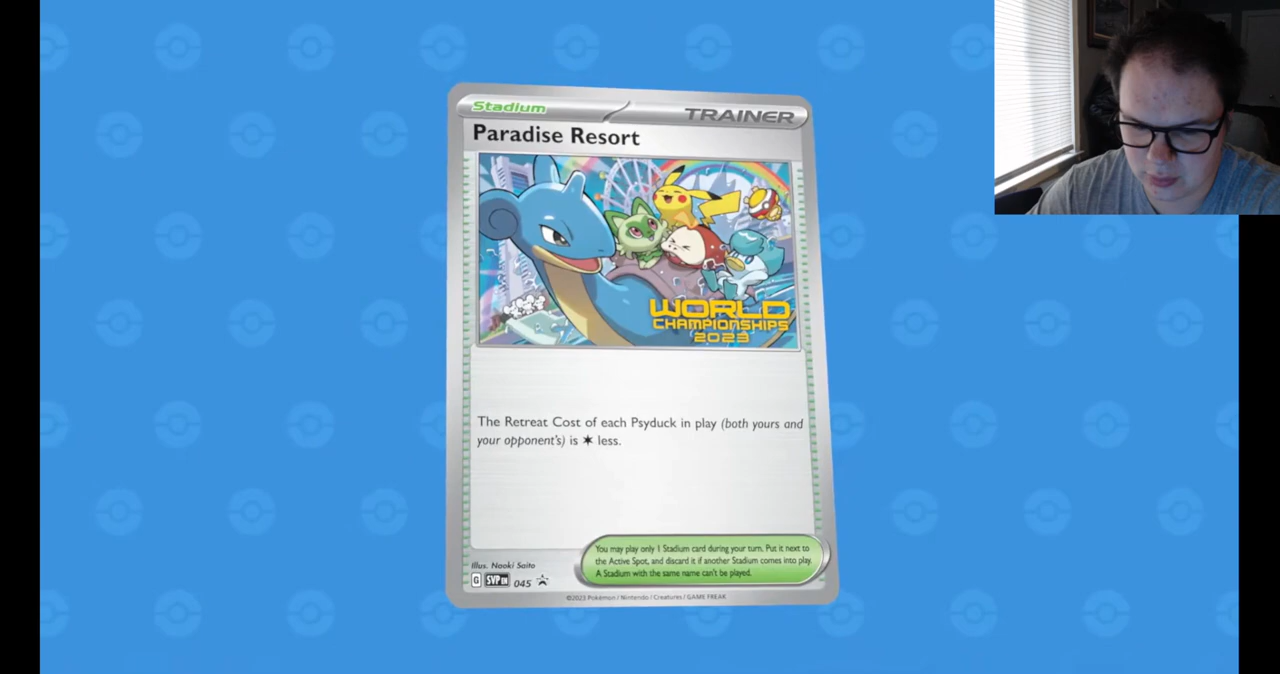 Stadium
TRAINER
Paradise Resort
WORLD
CHAMPIONSHIPS
2023
The Retreat Cost of each Psyduck in play (both yours and
your opponent's) is ✶ less.
You may play only 1 Stadium card during your turn. Put it next to
the Active Spot, and discard it if another Stadium comes into play.
A Stadium with the same name can't be played.
Illus. Naoki Saito
G SVP EN 045
©2023 Pokémon / Nintendo / Creatures / GAME FREAK